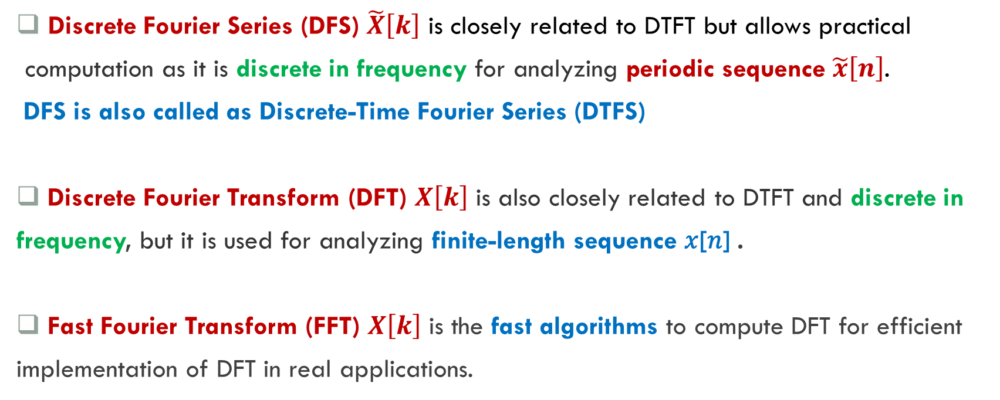 ❑ Discrete Fourier Series (DFS) X̃[k] is closely related to DTFT but allows practical
computation as it is discrete in frequency for analyzing periodic sequence x̃[n].
DFS is also called as Discrete-Time Fourier Series (DTFS)
❑ Discrete Fourier Transform (DFT) X[k] is also closely related to DTFT and discrete in
frequency, but it is used for analyzing finite-length sequence x[n] .
❑ Fast Fourier Transform (FFT) X[k] is the fast algorithms to compute DFT for efficient
implementation of DFT in real applications.